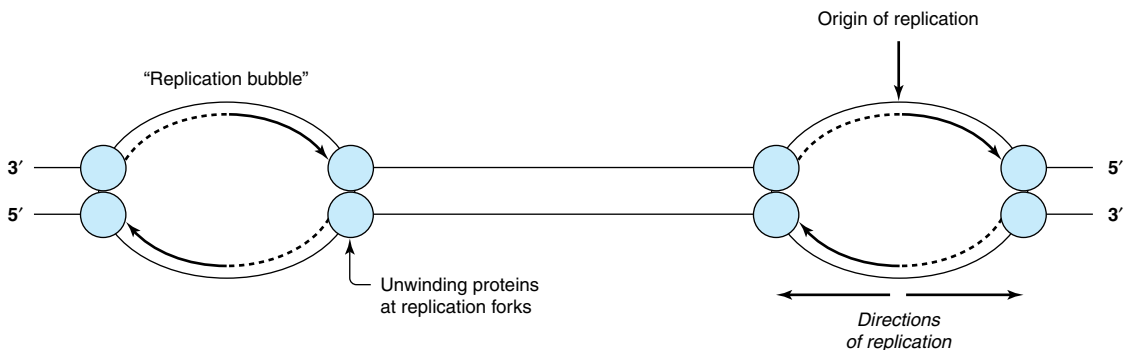 Origin of replication
“Replication bubble”
3′
5′
5′
3′
Unwinding proteins
at replication forks
Directions
of replication